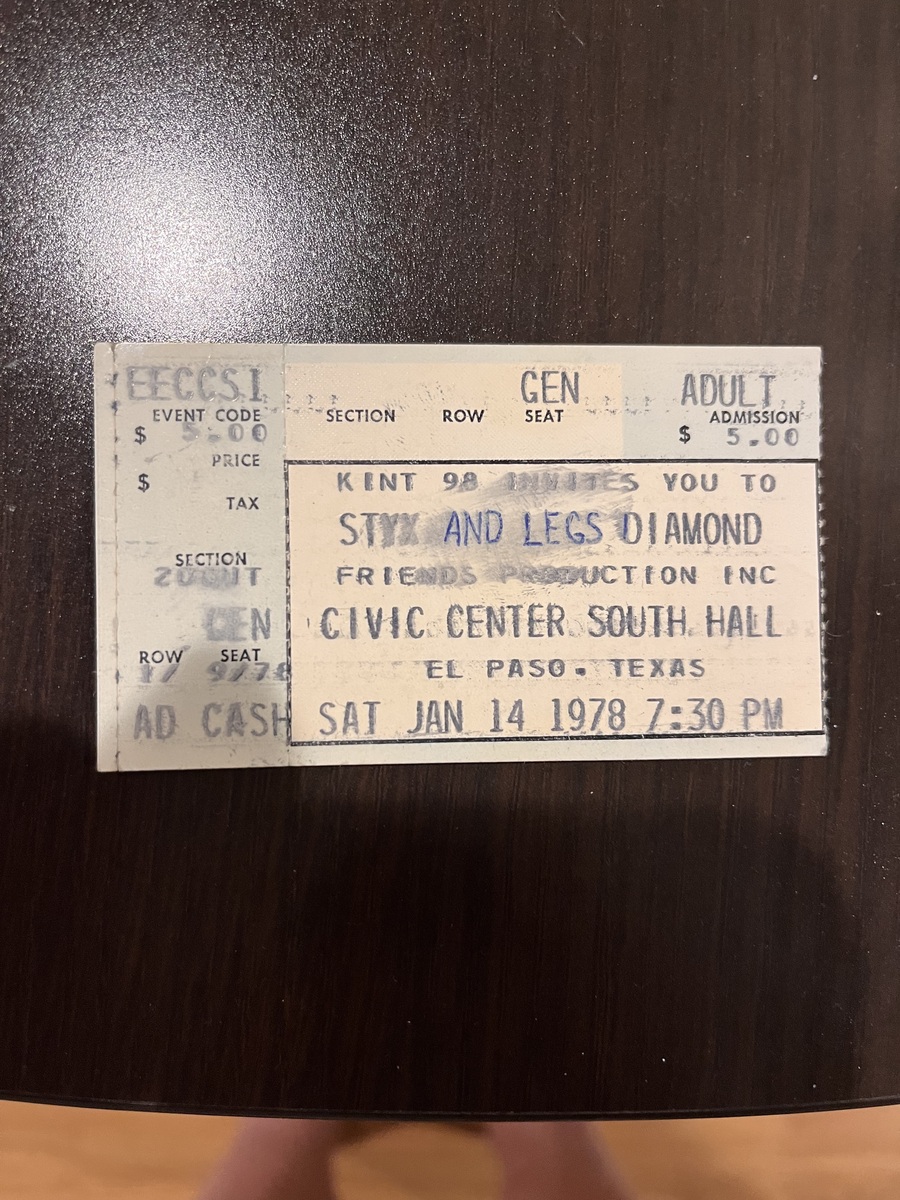 EECCSI
EVENT CODE
$ 5.00
PRICE
$
TAX
SECTION
GEN
ROW SEAT
AD CASH
GEN ADULT
SECTION ROW SEAT ADMISSION
$ 5.00
KINT 98 INVITES YOU TO
STYX AND LEGS DIAMOND
FRIENDS PRODUCTION INC
CIVIC CENTER SOUTH HALL
EL PASO. TEXAS
SAT JAN 14 1978 7:30 PM